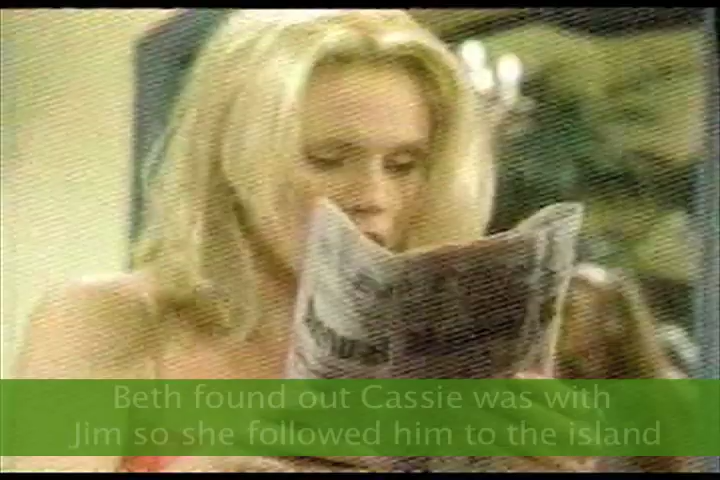 Beth found out Cassie was with
Jim so she followed him to the island